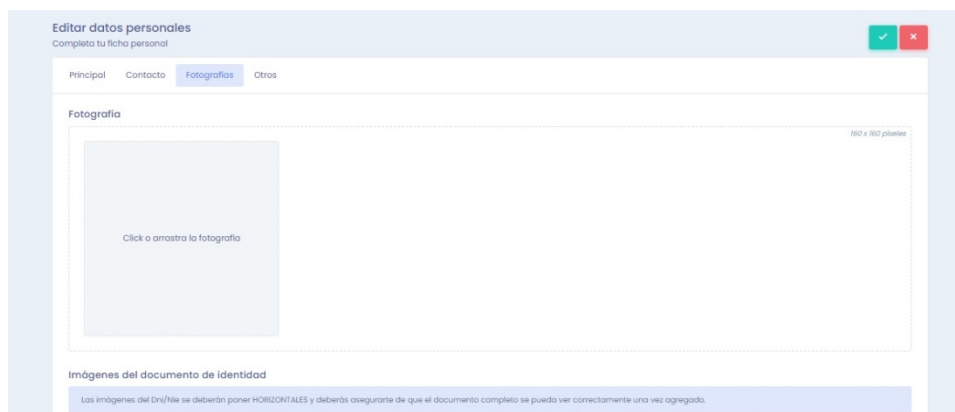 Editar datos personales
Completa tu ficha personal
Principal Contacto Fotografías Otros
Fotografía
160 x 160 píxeles
Click o arrastra la fotografía
Imágenes del documento de identidad
Las imágenes del Dni/Nie se deberán poner HORIZONTALES y deberás asegurarte de que el documento completo se pueda ver correctamente una vez agregado.